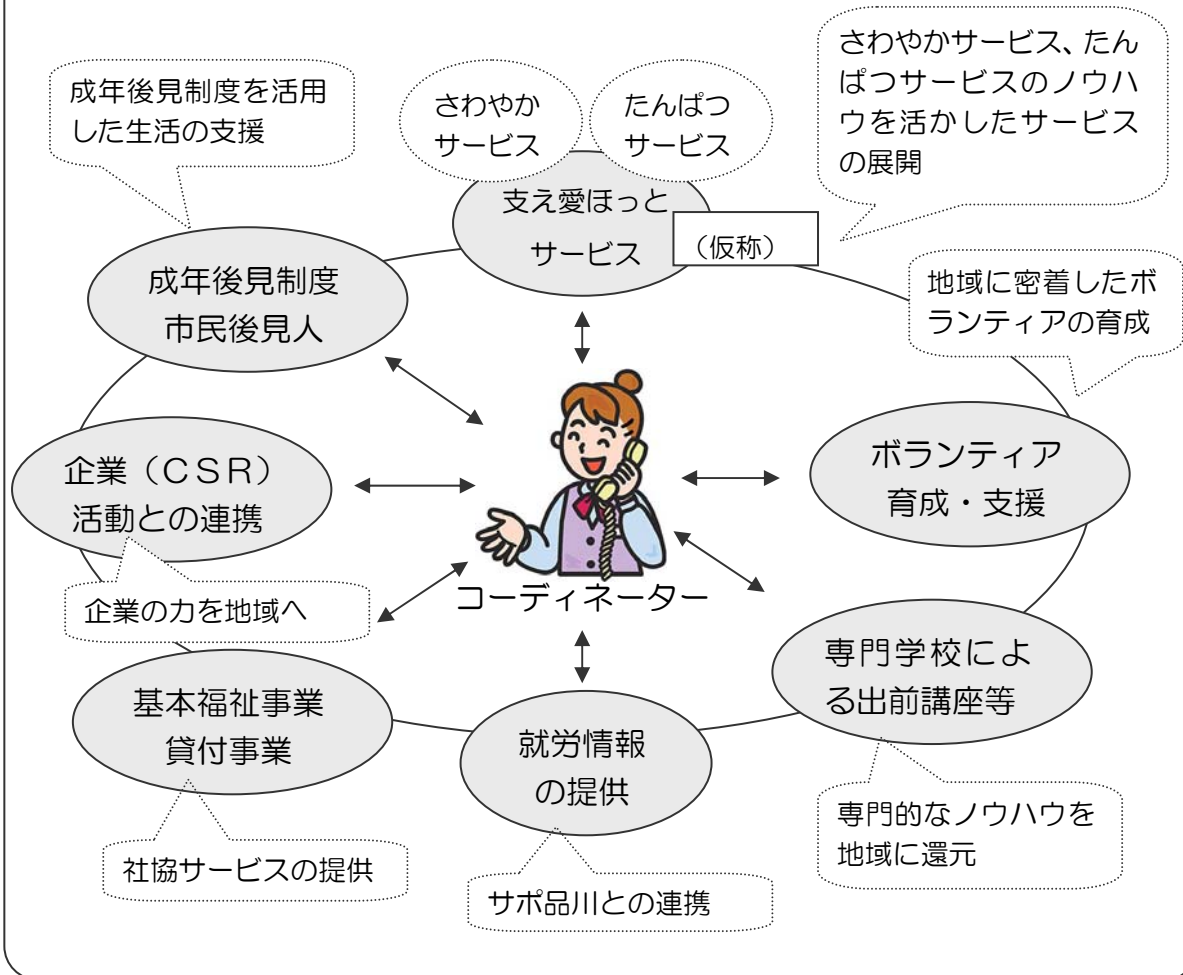 さわやかサービス、たん
ぱつサービスのノウハ
ウを活かしたサービス
の展開
成年後見制度を活用
した生活の支援
さわやか
サービス
たんぱつ
サービス
支え愛ほっと
サービス
（仮称）
成年後見制度
市民後見人
地域に密着したボ
ランティアの育成
企業（ＣＳＲ）
活動との連携
ボランティア
育成・支援
コーディネーター
企業の力を地域へ
専門学校によ
る出前講座等
基本福祉事業
貸付事業
就労情報
の提供
専門的なノウハウを
地域に還元
社協サービスの提供
サポ品川との連携